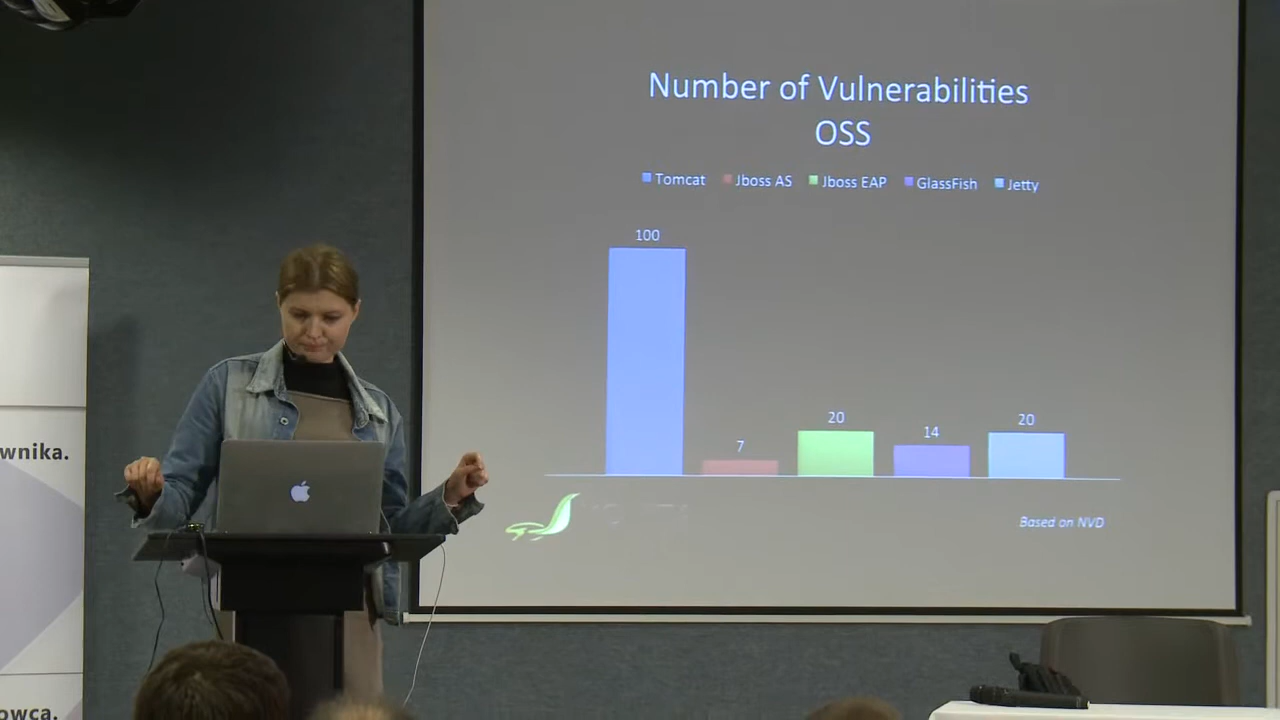 Number of Vulnerabilities
OSS
Tomcat Jboss AS Jboss EAP GlassFish Jetty
100
7
20
14
20
Based on NVD
wnika.
owca.